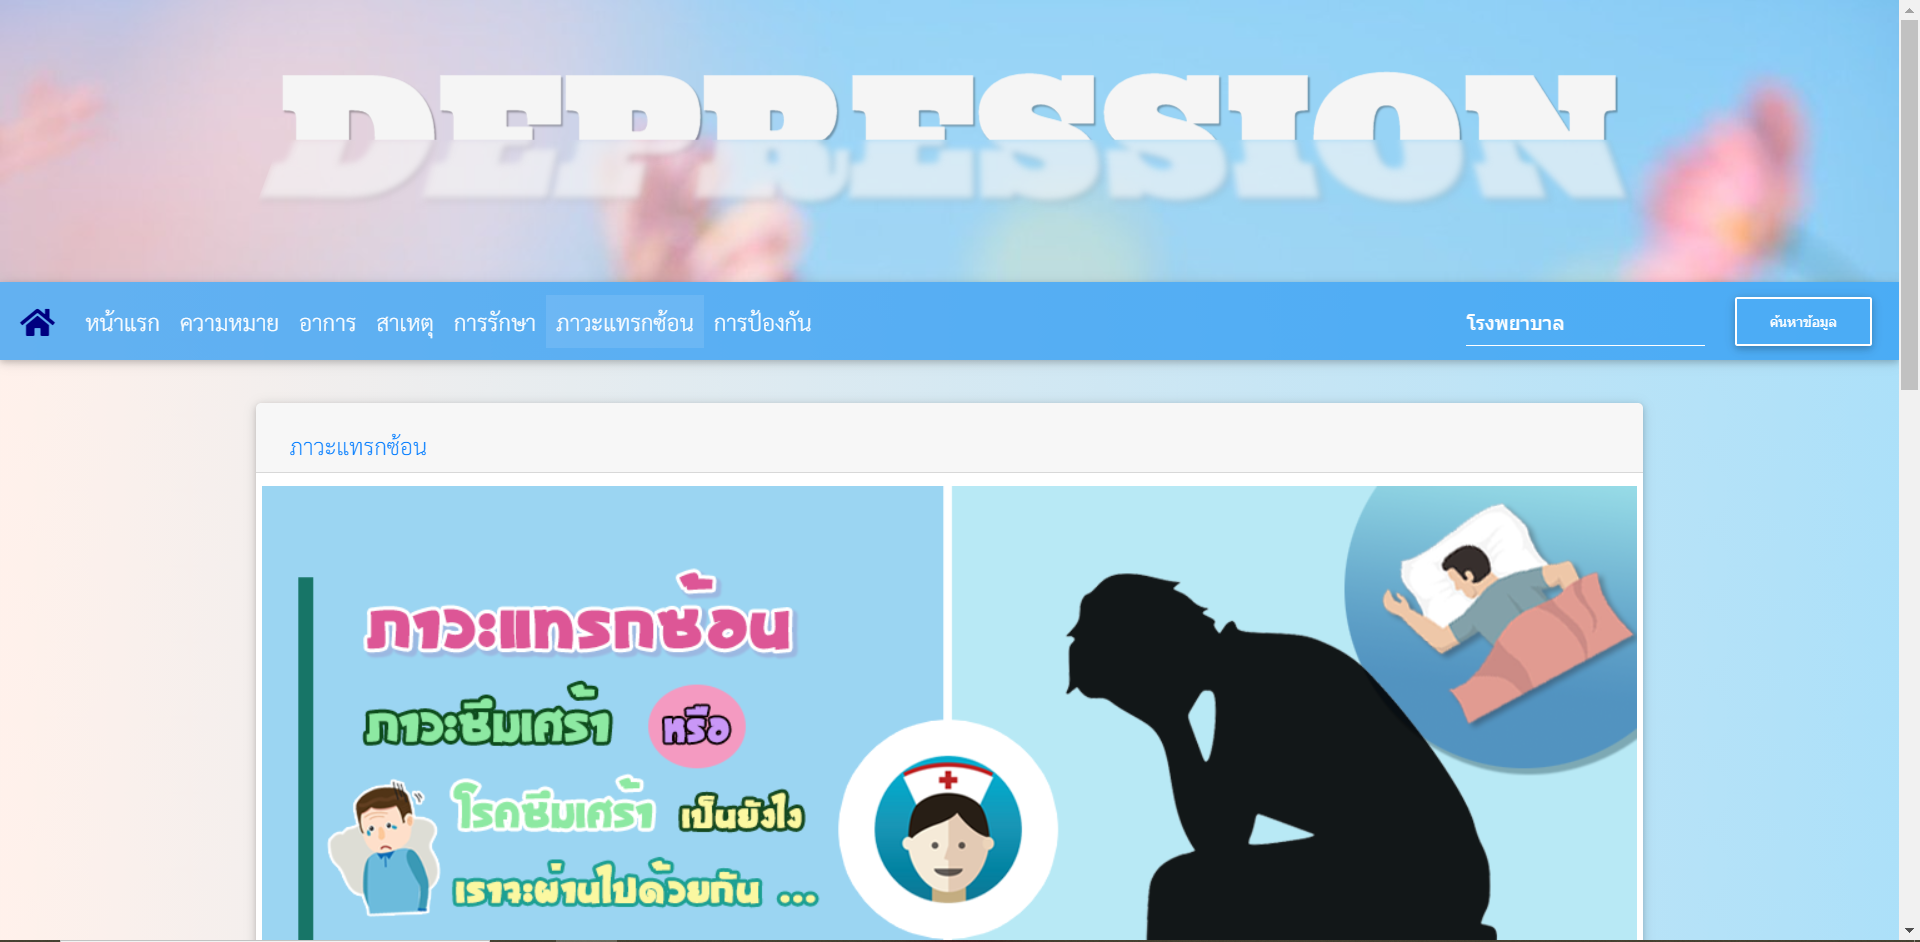 DEPRESSION
หน้าแรก ความหมาย อาการ สาเหตุ การรักษา ภาวะแทรกซ้อน การป้องกัน โรงพยาบาล ค้นหาข้อมูล
ภาวะแทรกซ้อน
ภาวะแทรกซ้อน
ภาวะซึมเศร้า หรือ
โรคซึมเศร้า เป็นยังไง
เราจะผ่านไปด้วยกัน ...